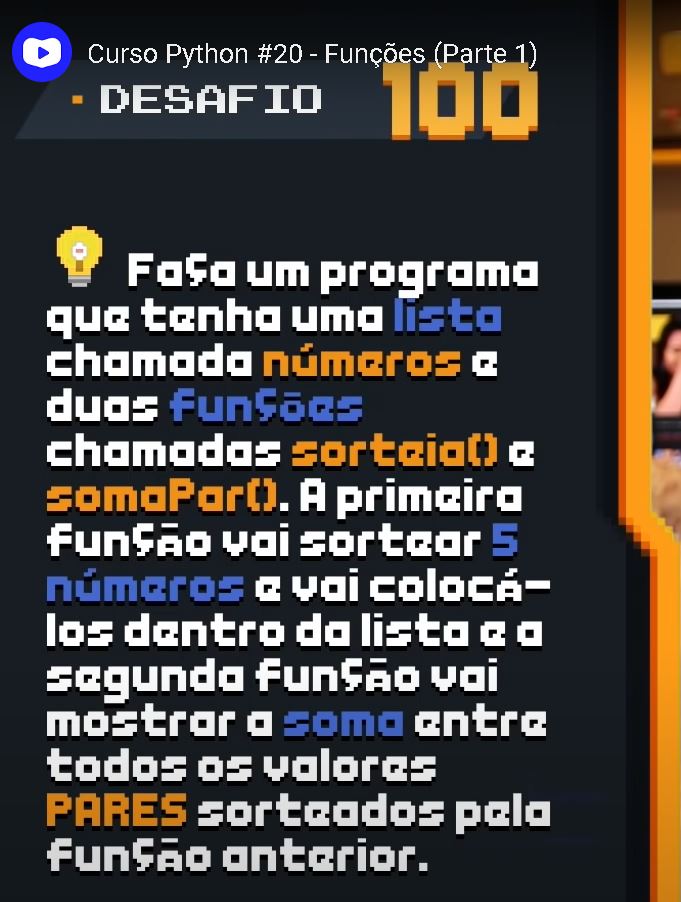 Curso Python #20 - Funções (Parte 1)
DESAFIO 100
Faça um programa
que tenha uma lista
chamada números e
duas funções
chamadas sorteia() e
somaPar(). A primeira
função vai sortear 5
números e vai colocá-
los dentro da lista e a
segunda função vai
mostrar a soma entre
todos os valores
PARES sorteados pela
função anterior.